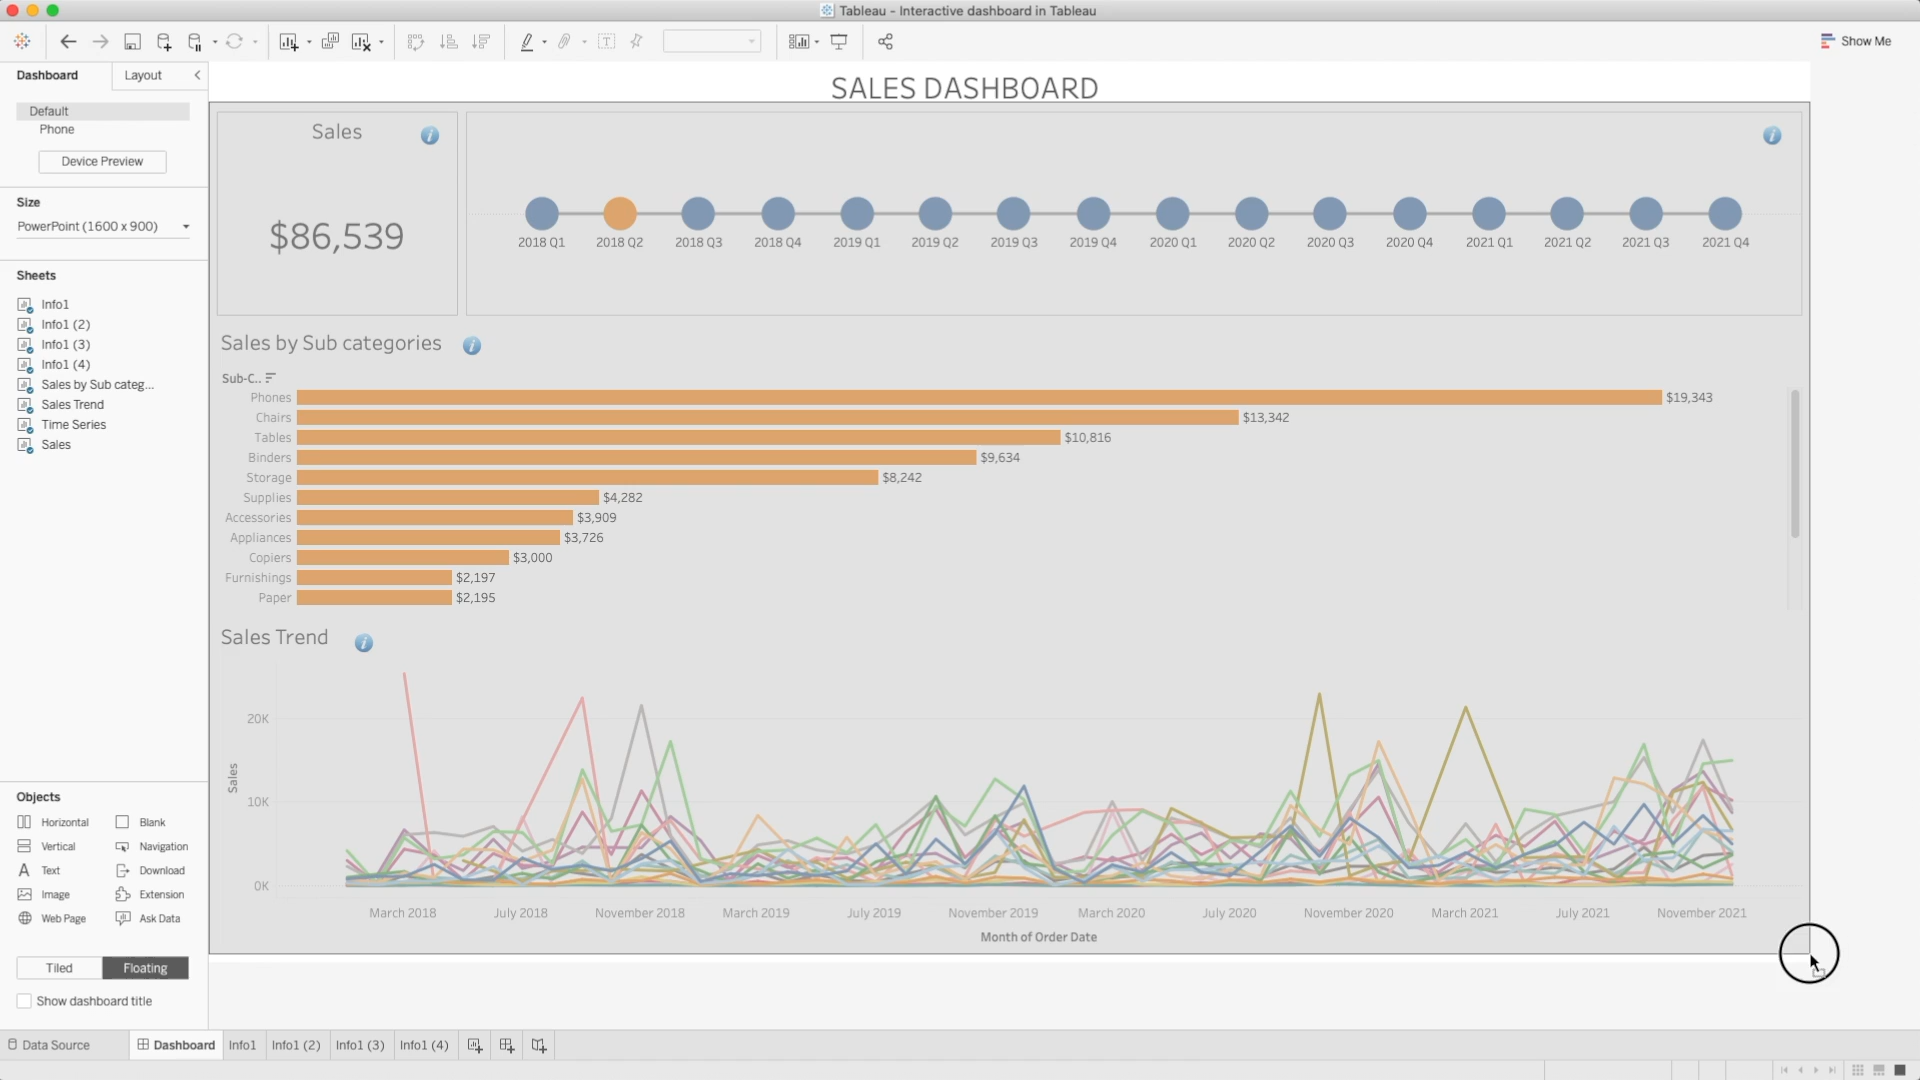 Tableau - Interactive dashboard in Tableau
Show Me
Dashboard
Layout
Default
Phone
Device Preview
Size
PowerPoint (1600 x 900)
Sheets
Info1
Info1 (2)
Info1 (3)
Info1 (4)
Sales by Sub categ...
Sales Trend
Time Series
Sales
Objects
Horizontal
Blank
Vertical
Navigation
Text
Download
Image
Extension
Web Page
Ask Data
Tiled
Floating
Show dashboard title
SALES DASHBOARD
Sales
i
$86,539
i
2018 Q1 2018 Q2 2018 Q3 2018 Q4 2019 Q1 2019 Q2 2019 Q3 2019 Q4 2020 Q1 2020 Q2 2020 Q3 2020 Q4 2021 Q1 2021 Q2 2021 Q3 2021 Q4
Sales by Sub categories
i
Sub-C..
Phones $19,343
Chairs $13,342
Tables $10,816
Binders $9,634
Storage $8,242
Supplies $4,282
Accessories $3,909
Appliances $3,726
Copiers $3,000
Furnishings $2,197
Paper $2,195
Sales Trend
i
Sales
20K
10K
0K
March 2018 July 2018 November 2018 March 2019 July 2019 November 2019 March 2020 July 2020 November 2020 March 2021 July 2021 November 2021
Month of Order Date
Data Source
Dashboard
Info1
Info1 (2)
Info1 (3)
Info1 (4)